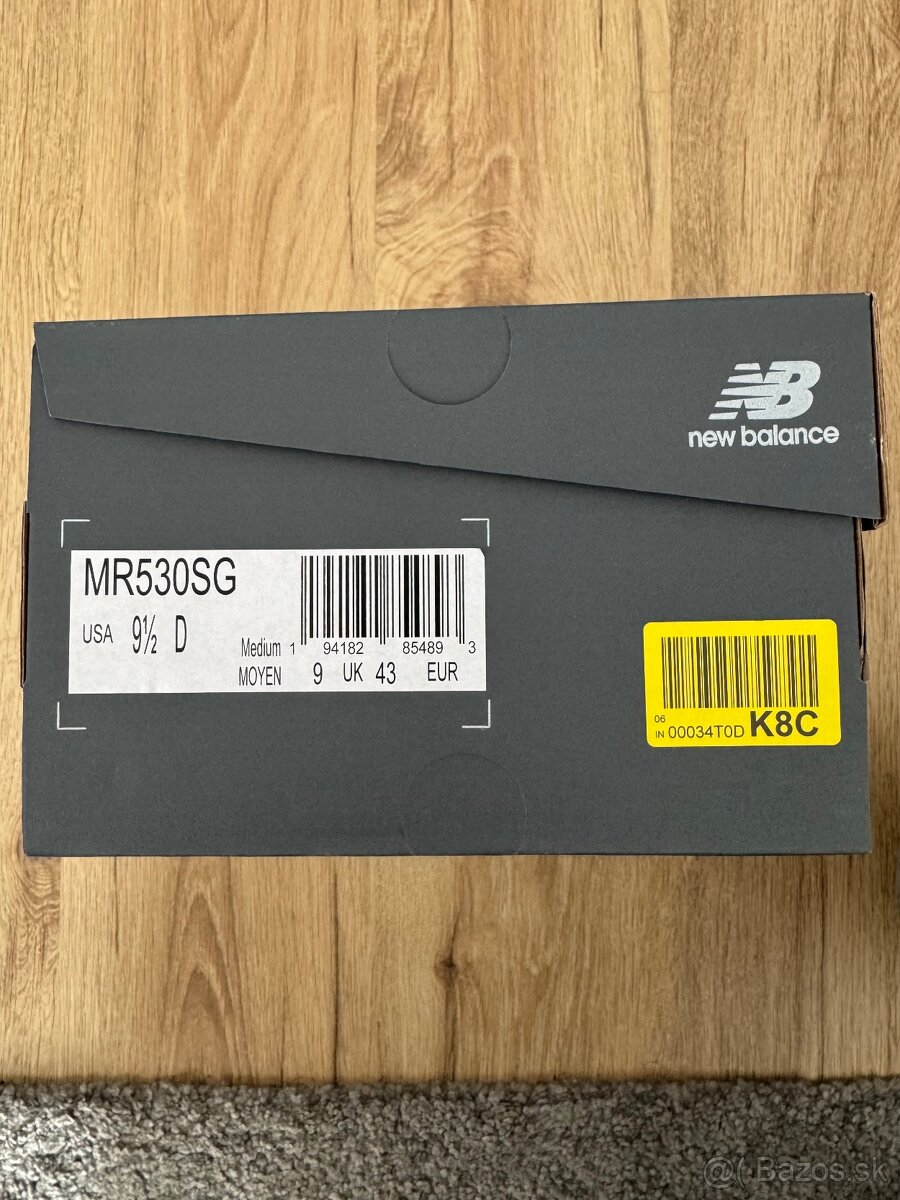 NB
new balance
MR530SG
USA 9½ D
Medium 1 94182 85489 3
MOYEN 9 UK 43 EUR
06
IN 00034T0D K8C
@( Bazos.sk